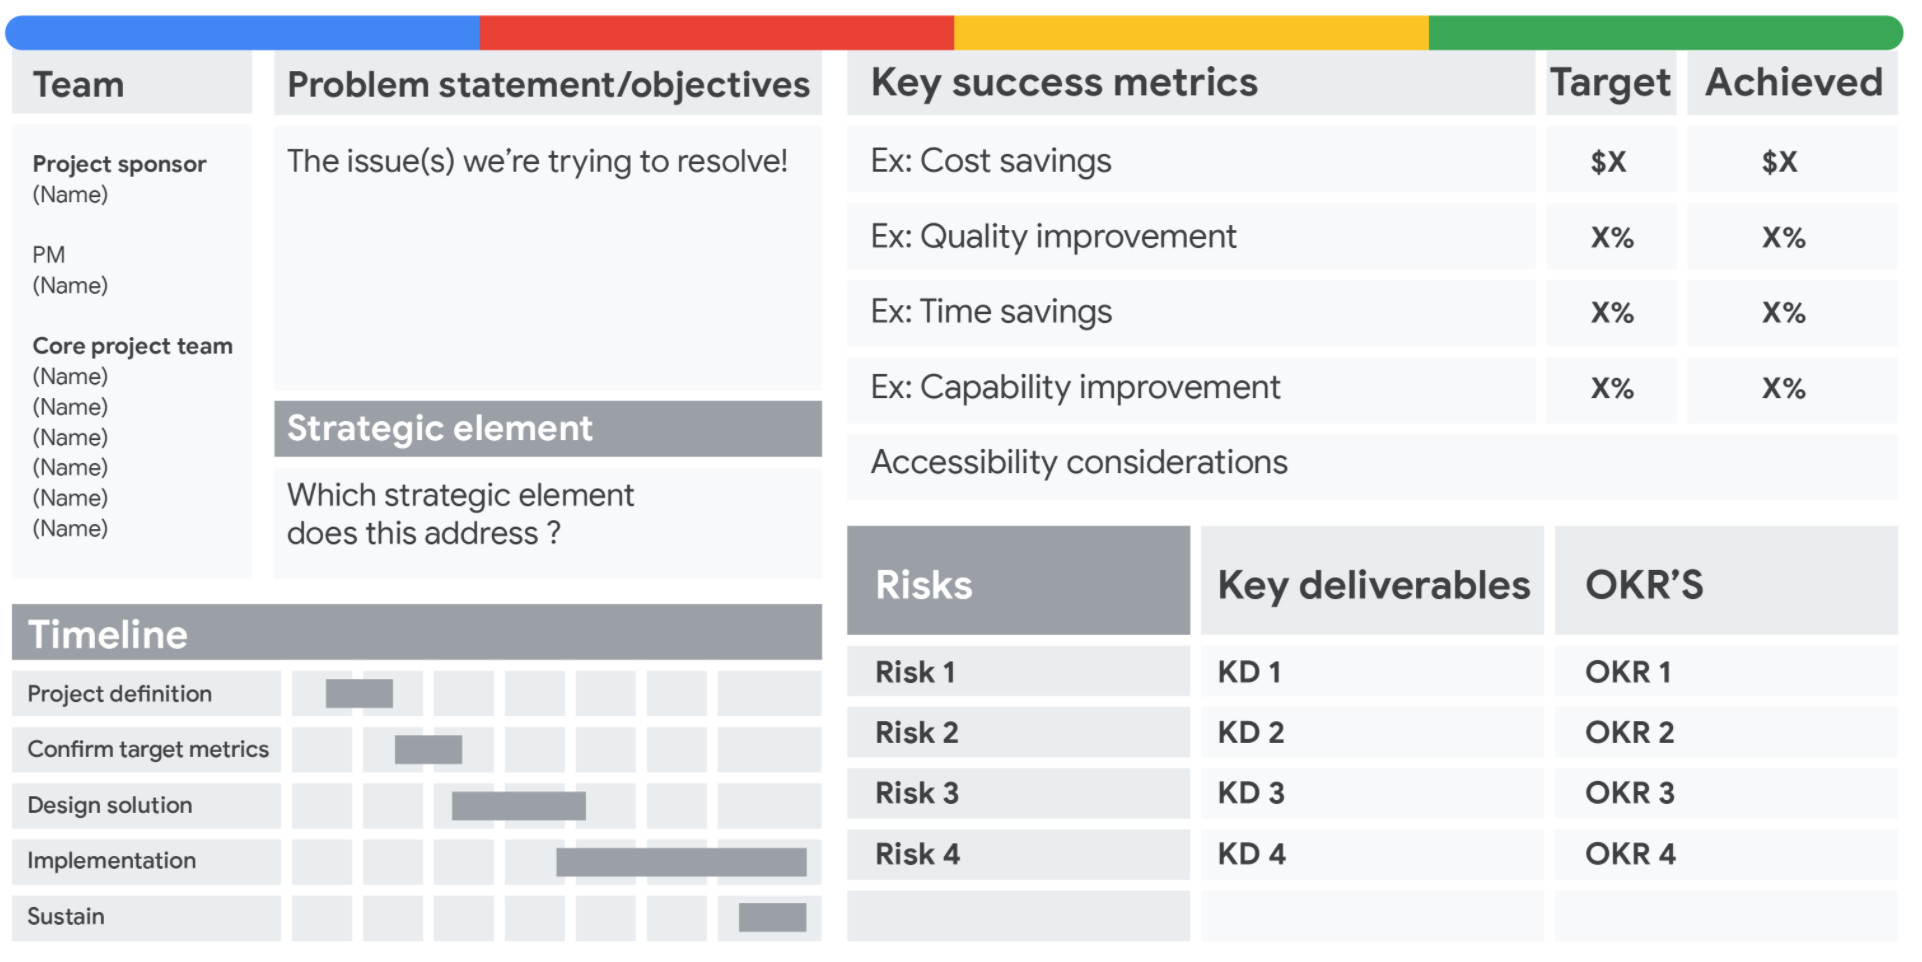 Team
Project sponsor
(Name)
PM
(Name)
Core project team
(Name)
(Name)
(Name)
(Name)
(Name)
(Name)
Problem statement/objectives
The issue(s) we’re trying to resolve!
Strategic element
Which strategic element
does this address ?
Timeline
Project definition
Confirm target metrics
Design solution
Implementation
Sustain
Key success metrics Target Achieved
Ex: Cost savings $X $X
Ex: Quality improvement X% X%
Ex: Time savings X% X%
Ex: Capability improvement X% X%
Accessibility considerations
Risks Key deliverables OKR’S
Risk 1 KD 1 OKR 1
Risk 2 KD 2 OKR 2
Risk 3 KD 3 OKR 3
Risk 4 KD 4 OKR 4